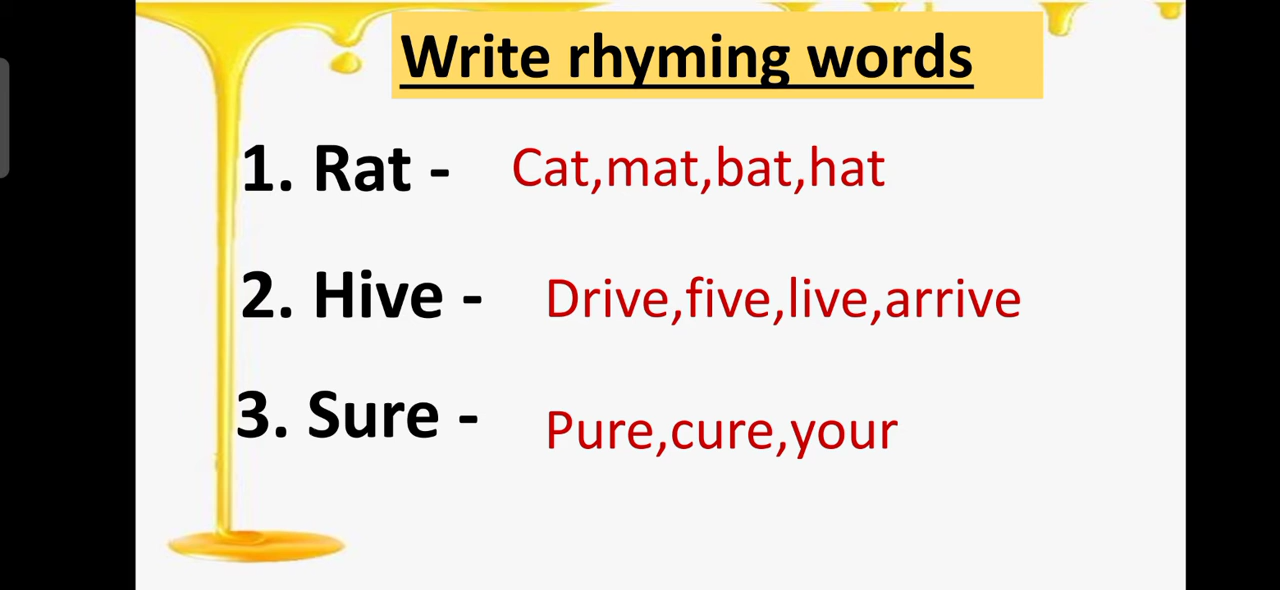 Write rhyming words
1. Rat - Cat,mat,bat,hat
2. Hive - Drive,five,live,arrive
3. Sure - Pure,cure,your